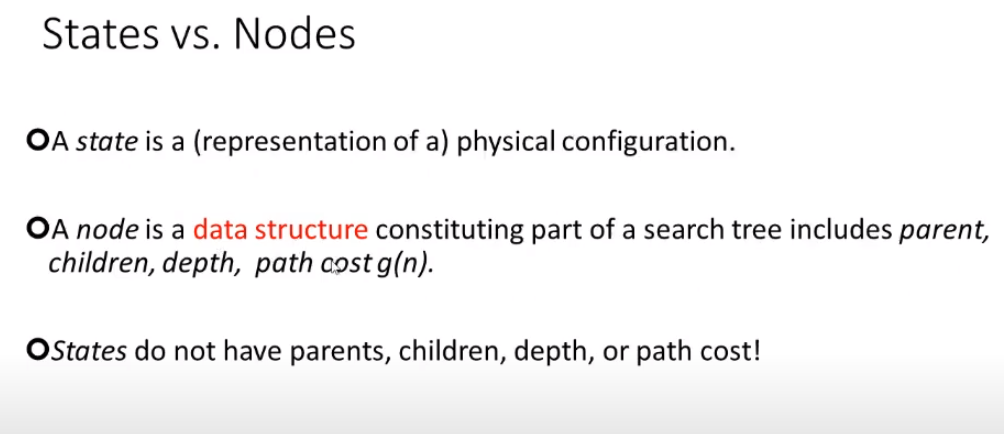 States vs. Nodes
A state is a (representation of a) physical configuration.
A node is a data structure constituting part of a search tree includes parent,
children, depth, path cost g(n).
States do not have parents, children, depth, or path cost!